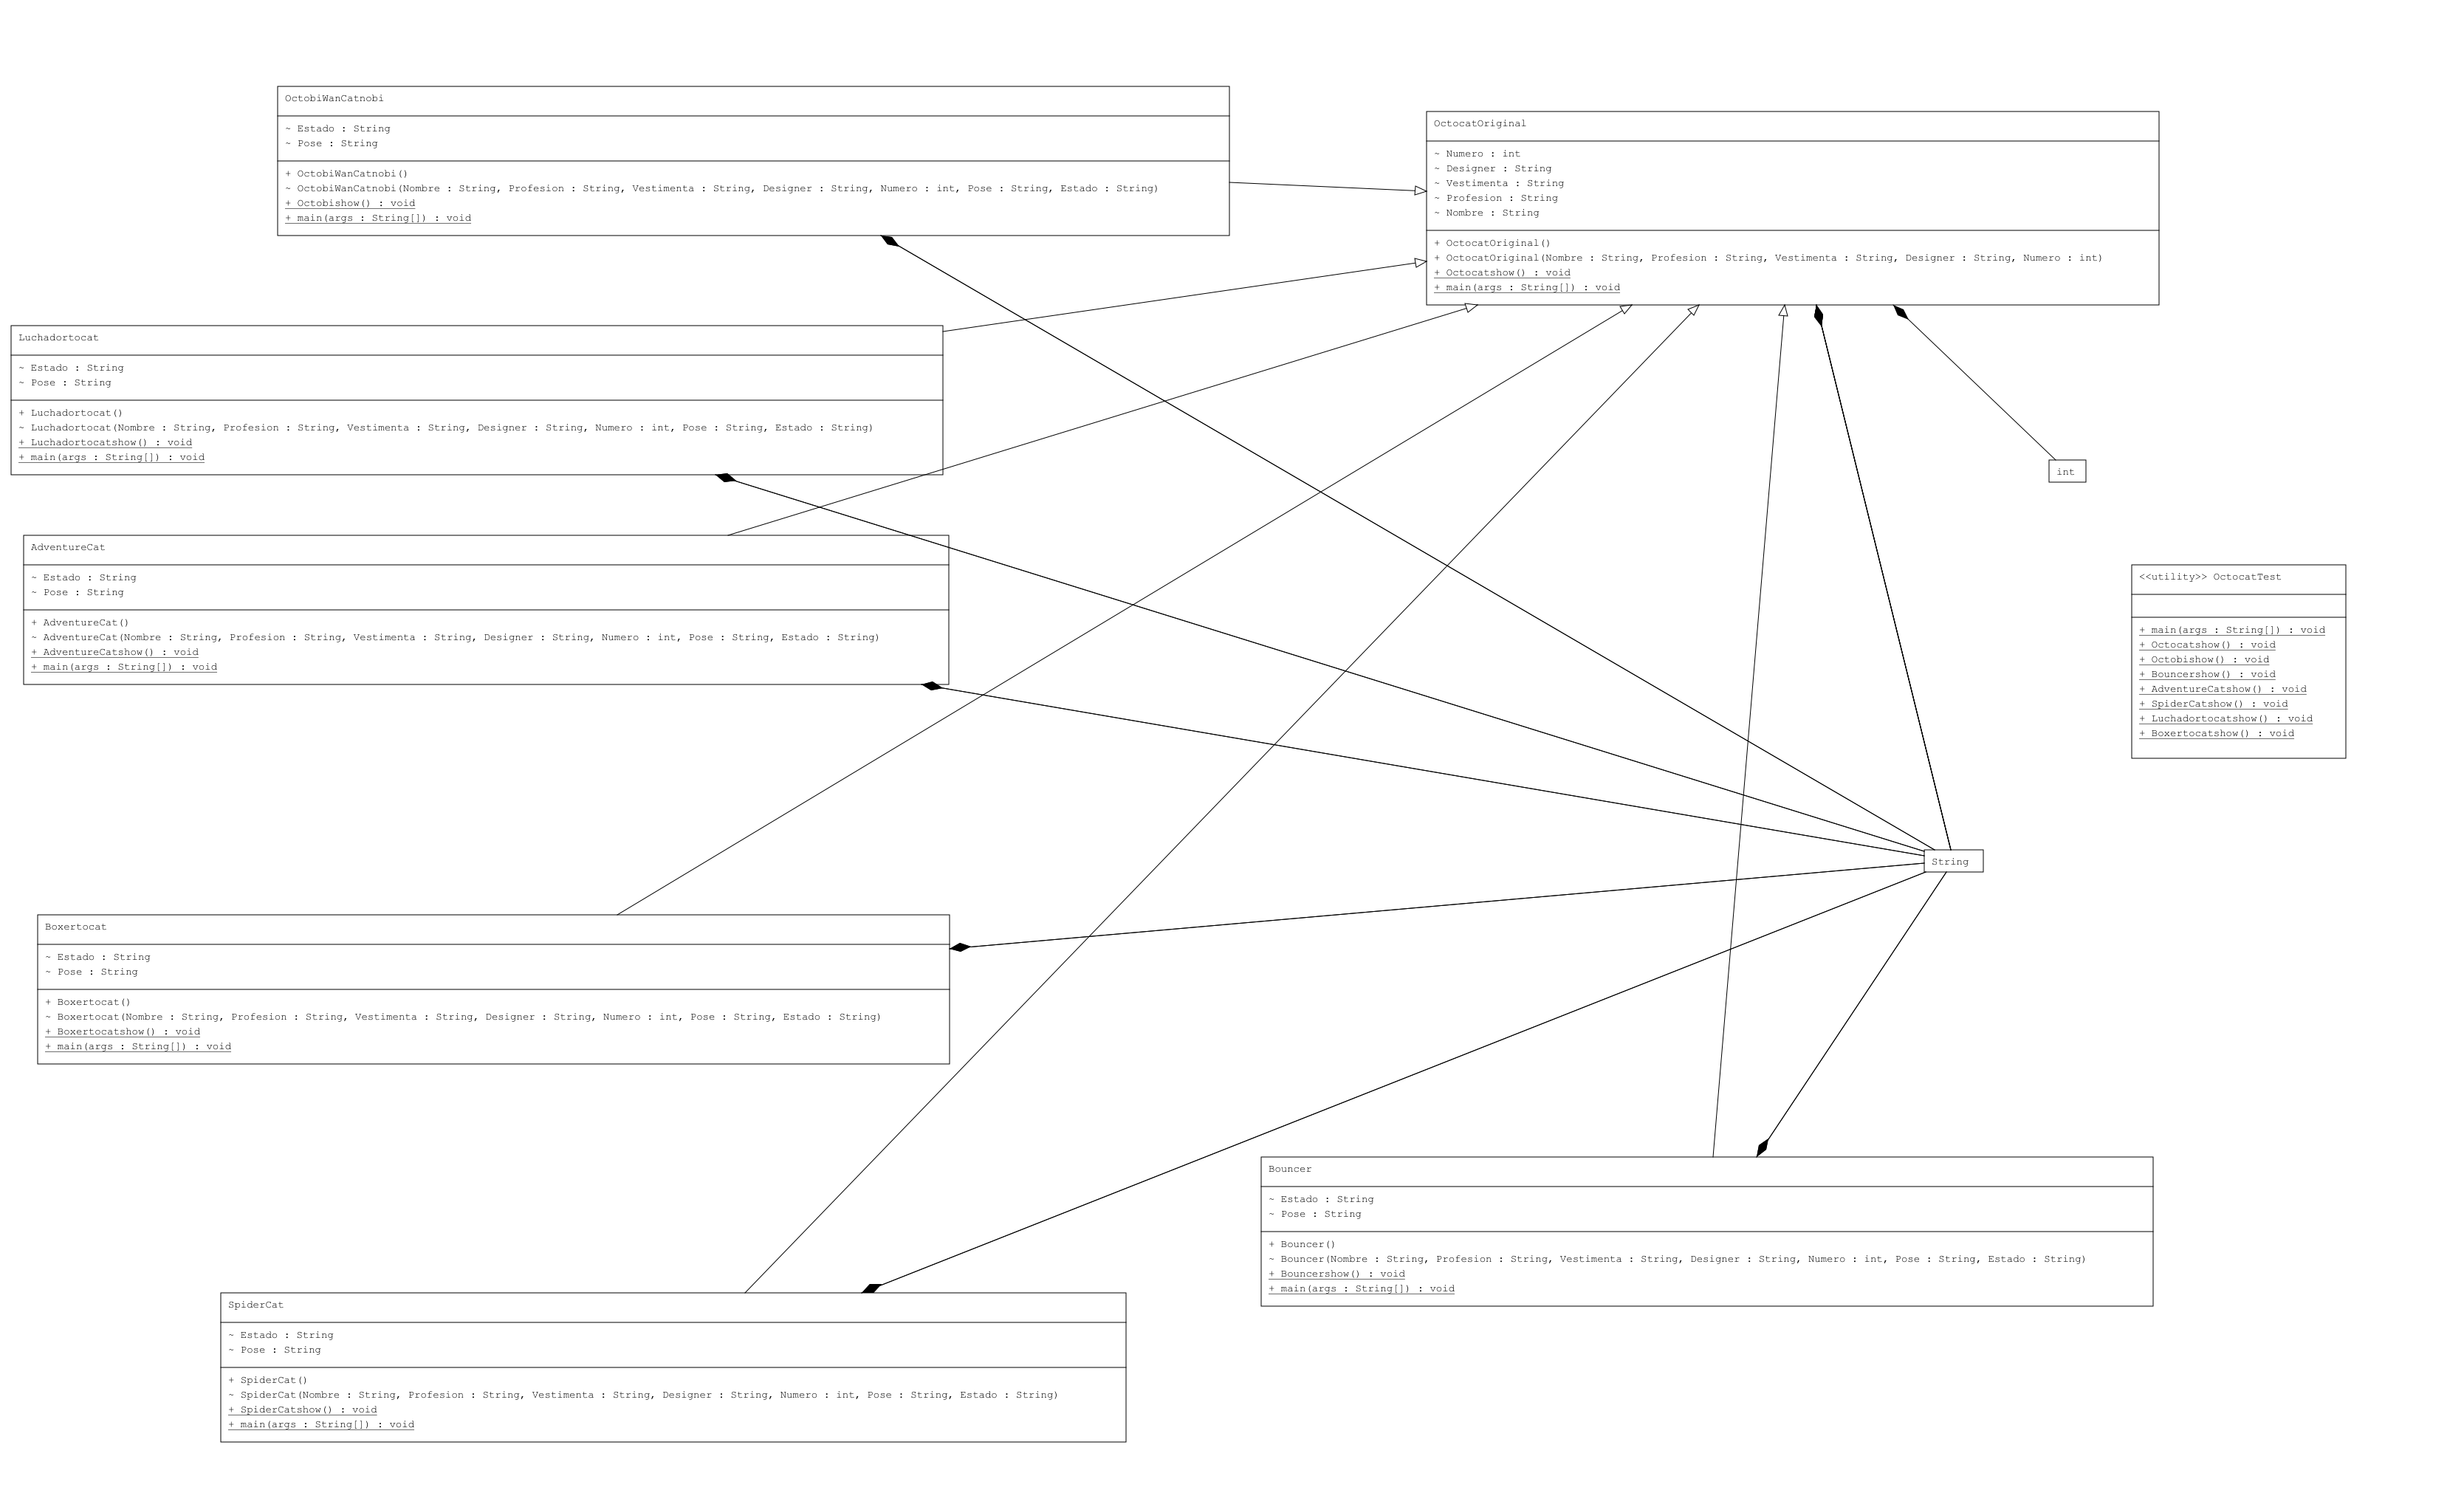 OctobiWanCatnobi
~ Estado : String
~ Pose : String
+ OctobiWanCatnobi()
~ OctobiWanCatnobi(Nombre : String, Profesion : String, Vestimenta : String, Designer : String, Numero : int, Pose : String, Estado : String)
+ Octobishow() : void
+ main(args : String[]) : void
OctocatOriginal
~ Numero : int
~ Designer : String
~ Vestimenta : String
~ Profesion : String
~ Nombre : String
+ OctocatOriginal()
+ OctocatOriginal(Nombre : String, Profesion : String, Vestimenta : String, Designer : String, Numero : int)
+ Octocatshow() : void
+ main(args : String[]) : void
Luchadortocat
~ Estado : String
~ Pose : String
+ Luchadortocat()
~ Luchadortocat(Nombre : String, Profesion : String, Vestimenta : String, Designer : String, Numero : int, Pose : String, Estado : String)
+ Luchadortocatshow() : void
+ main(args : String[]) : void
int
AdventureCat
~ Estado : String
~ Pose : String
+ AdventureCat()
~ AdventureCat(Nombre : String, Profesion : String, Vestimenta : String, Designer : String, Numero : int, Pose : String, Estado : String)
+ AdventureCatshow() : void
+ main(args : String[]) : void
<<utility>> OctocatTest
+ main(args : String[]) : void
+ Octocatshow() : void
+ Octobishow() : void
+ Bouncershow() : void
+ AdventureCatshow() : void
+ SpiderCatshow() : void
+ Luchadortocatshow() : void
+ Boxertocatshow() : void
String
Boxertocat
~ Estado : String
~ Pose : String
+ Boxertocat()
~ Boxertocat(Nombre : String, Profesion : String, Vestimenta : String, Designer : String, Numero : int, Pose : String, Estado : String)
+ Boxertocatshow() : void
+ main(args : String[]) : void
Bouncer
~ Estado : String
~ Pose : String
+ Bouncer()
~ Bouncer(Nombre : String, Profesion : String, Vestimenta : String, Designer : String, Numero : int, Pose : String, Estado : String)
+ Bouncershow() : void
+ main(args : String[]) : void
SpiderCat
~ Estado : String
~ Pose : String
+ SpiderCat()
~ SpiderCat(Nombre : String, Profesion : String, Vestimenta : String, Designer : String, Numero : int, Pose : String, Estado : String)
+ SpiderCatshow() : void
+ main(args : String[]) : void